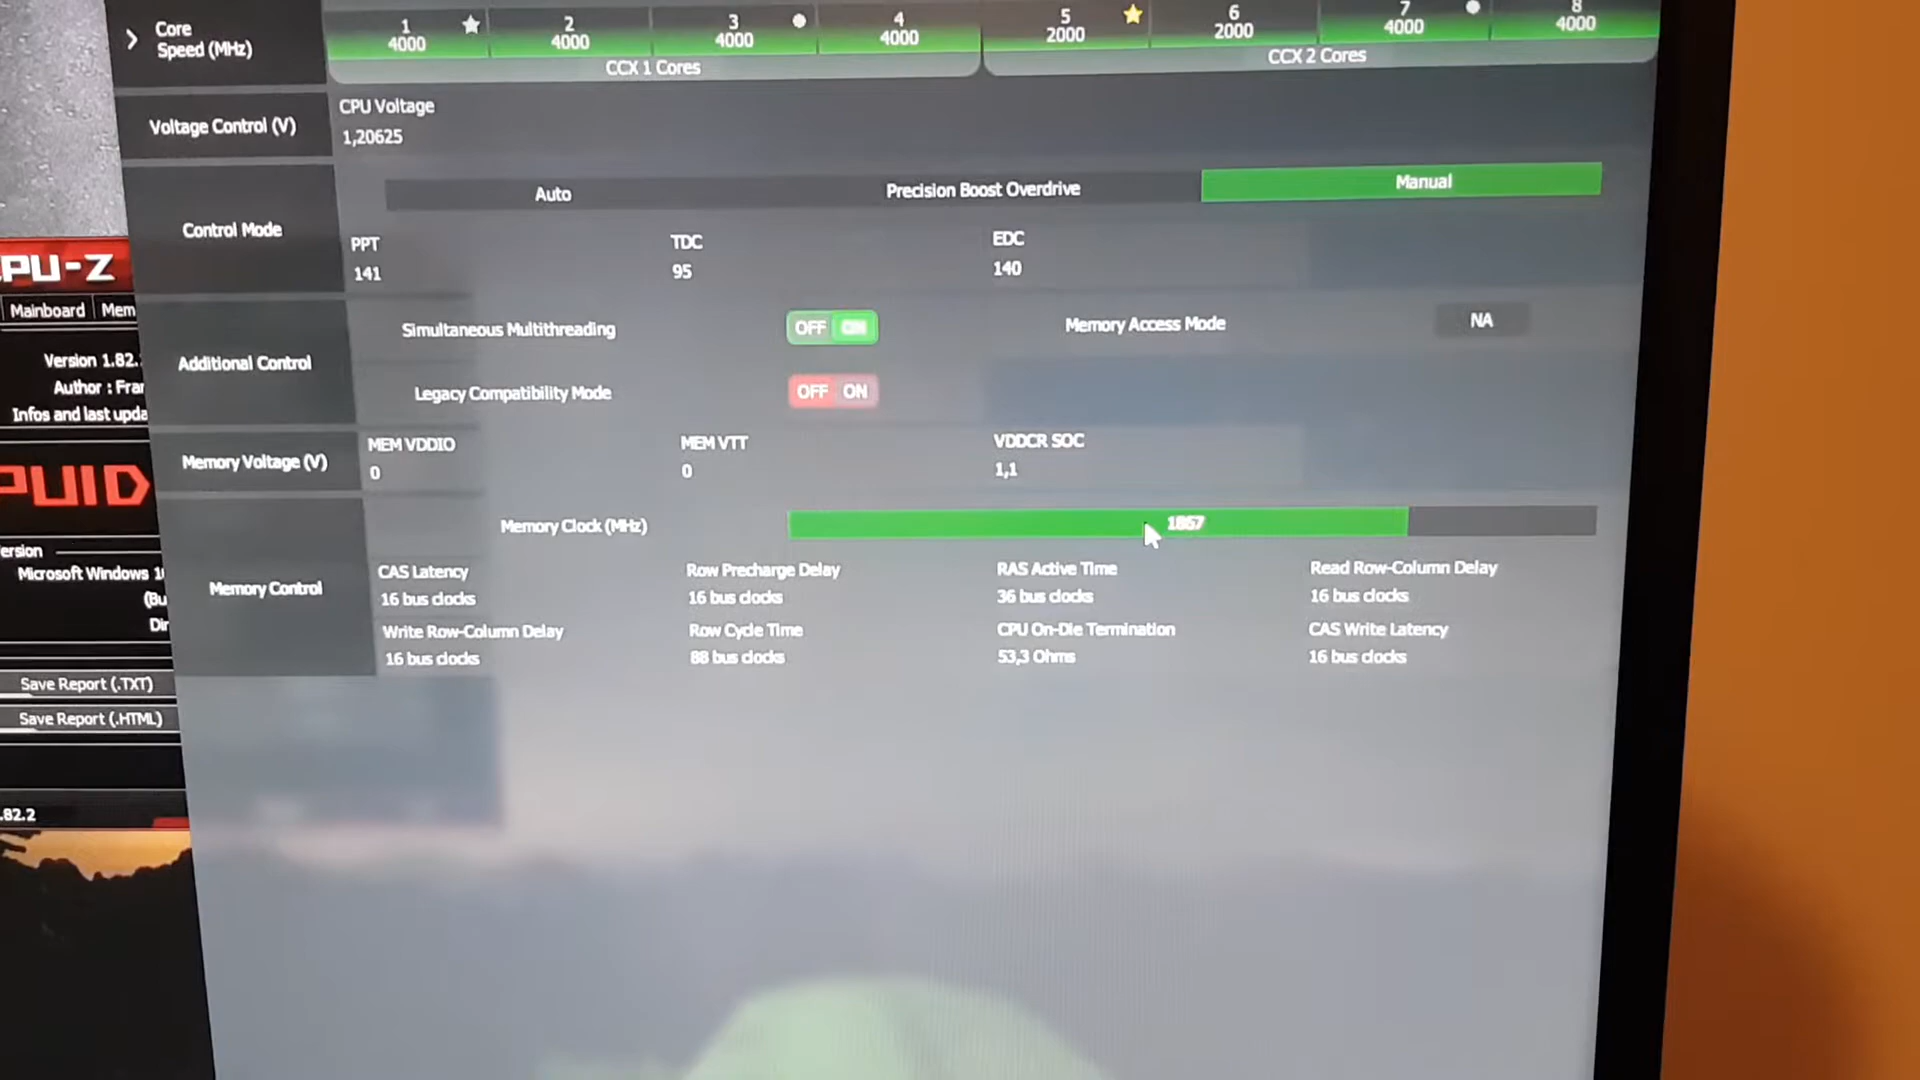 Core
Speed (MHz)
1 2 3 4 5 6 7 8
4000 4000 4000 4000 2000 2000 4000 4000
CCX 1 Cores
CCX 2 Cores
Voltage Control (V)
CPU Voltage
1,20625
Control Mode
Auto
Precision Boost Overdrive
Manual
PPT TDC EDC
141 95 140
Additional Control
Simultaneous Multithreading
OFF ON
Memory Access Mode
NA
Legacy Compatibility Mode
OFF ON
Memory Voltage (V)
MEM VDDIO MEM VTT VDDCR SOC
0 0 1,1
Memory Control
Memory Clock (MHz)
1867
CAS Latency Row Precharge Delay RAS Active Time Read Row-Column Delay
16 bus clocks 16 bus clocks 36 bus clocks 16 bus clocks
Write Row-Column Delay Row Cycle Time CPU On-Die Termination CAS Write Latency
16 bus clocks 88 bus clocks 53,3 Ohms 16 bus clocks
PU-Z
Mainboard Mem
Version 1.82.
Author : Fran
Infos and last upda
PUID
ersion
Microsoft Windows 1
(Bu
Dir
Save Report (.TXT)
Save Report (.HTML)
.82.2